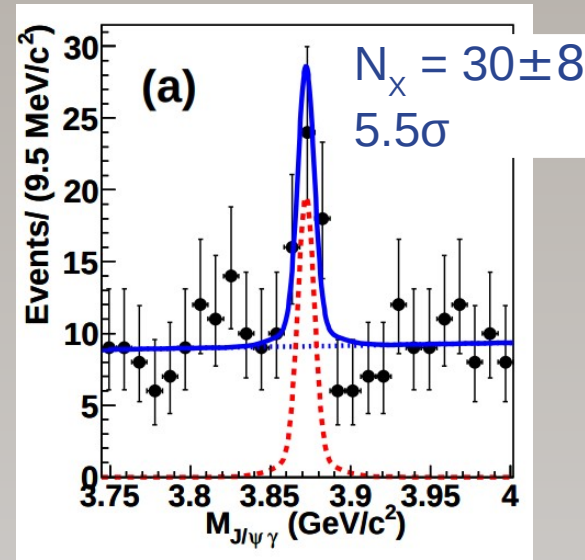 N_X = 30±8
5.5σ
(a)
Events/ (9.5 MeV/c²)
30
25
20
15
10
5
0
3.75 3.8 3.85 3.9 3.95 4
M_J/ψγ (GeV/c²)